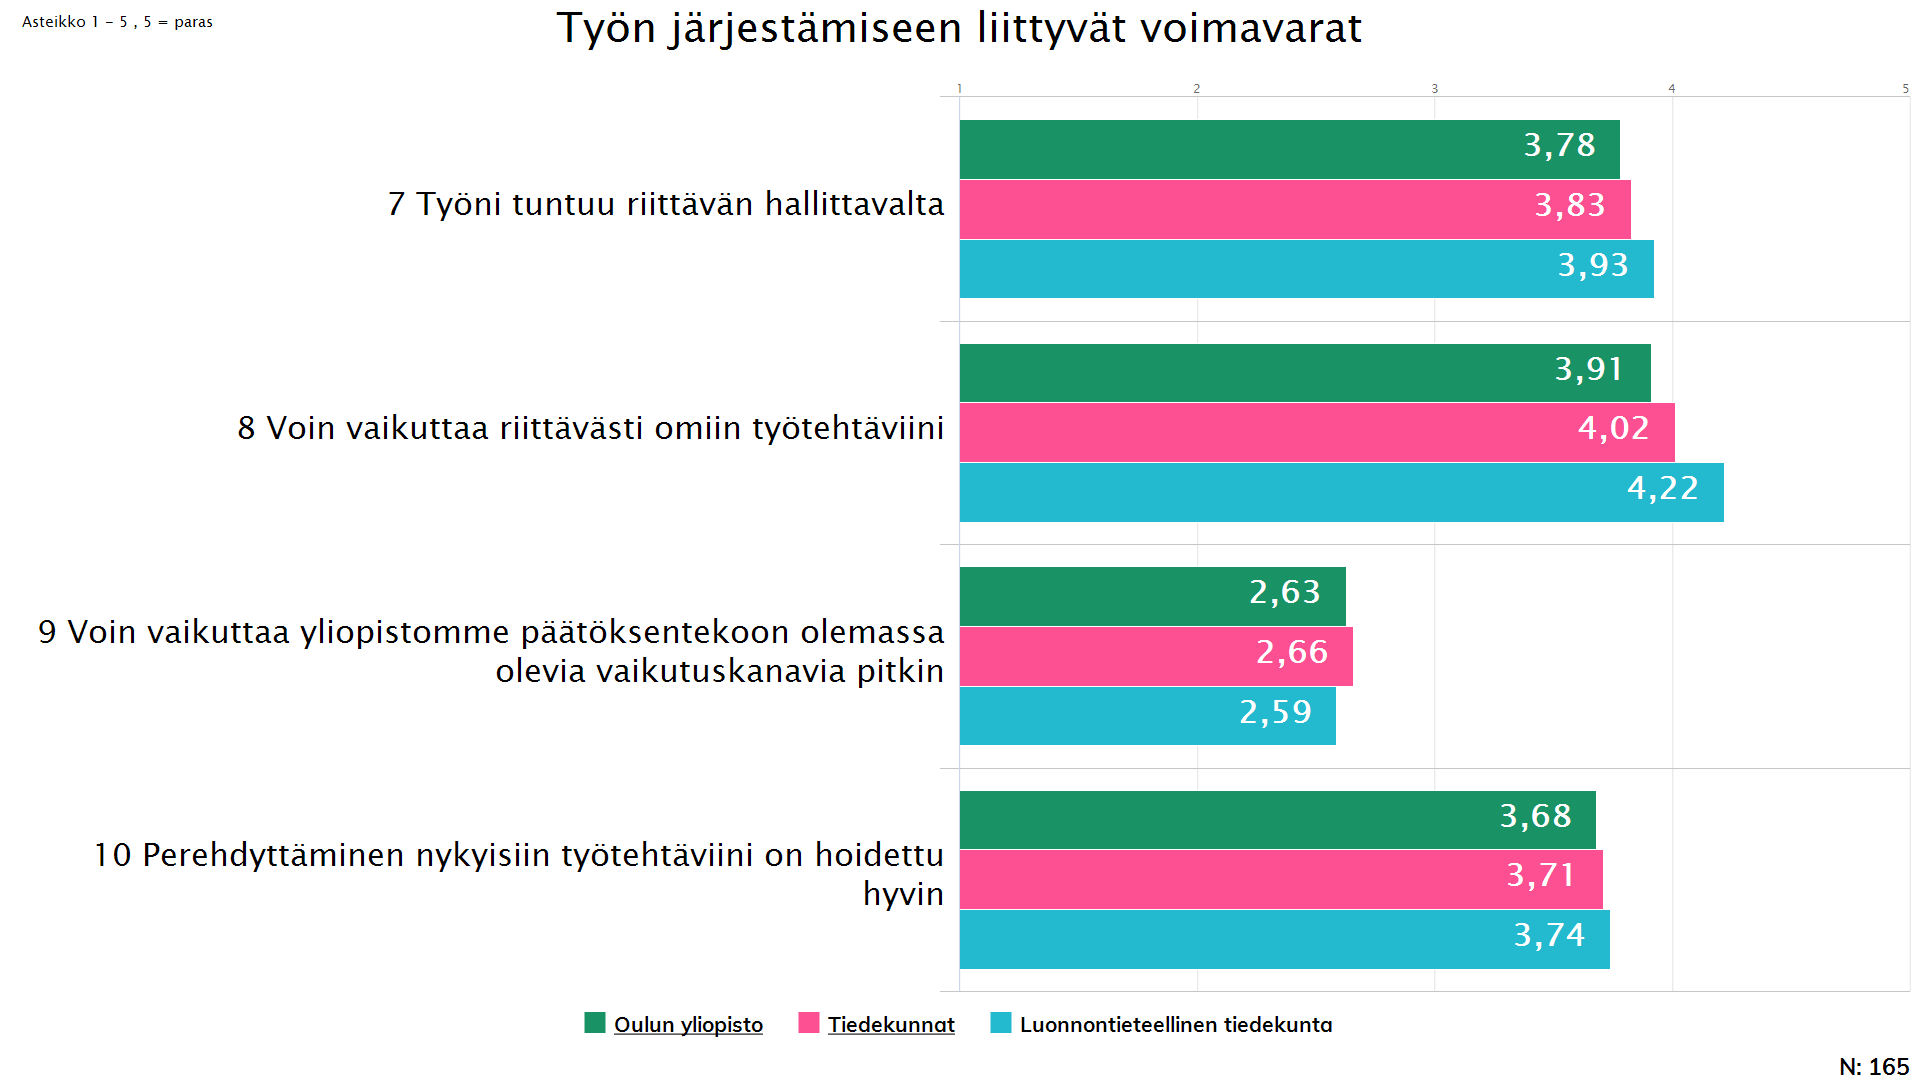 Asteikko 1 - 5 , 5 = paras
Työn järjestämiseen liittyvät voimavarat
1 2 3 4 5
7 Työni tuntuu riittävän hallittavalta
3,78
3,83
3,93
8 Voin vaikuttaa riittävästi omiin työtehtäviini
3,91
4,02
4,22
9 Voin vaikuttaa yliopistomme päätöksentekoon olemassa
olevia vaikutuskanavia pitkin
2,63
2,66
2,59
10 Perehdyttäminen nykyisiin työtehtäviini on hoidettu
hyvin
3,68
3,71
3,74
Oulun yliopisto Tiedekunnat Luonnontieteellinen tiedekunta
N: 165